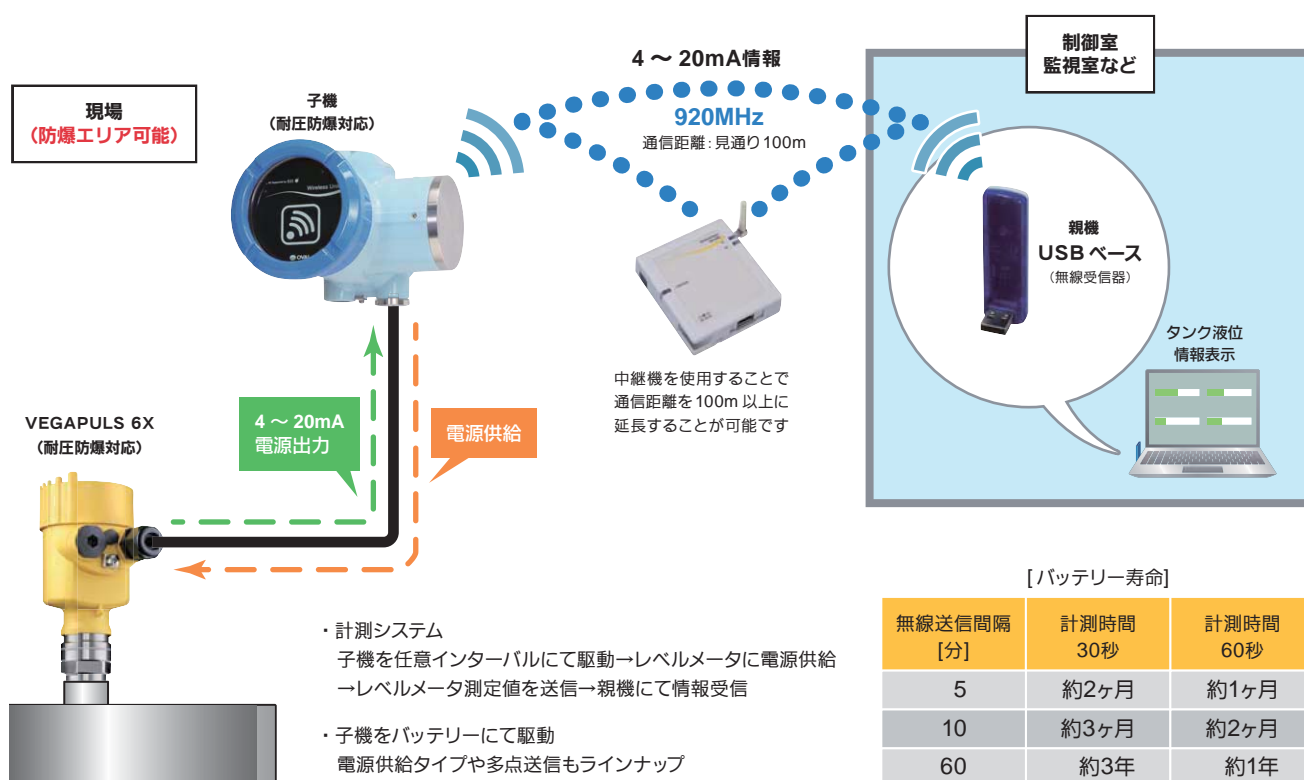 現場
（防爆エリア可能）
子機
（耐圧防爆対応）
4 ～ 20mA情報
920MHz
通信距離：見通り100m
制御室
監視室など
親機
USB ベース
（無線受信器）
タンク液位
情報表示
中継機を使用することで
通信距離を100m 以上に
延長することが可能です
4 ～ 20mA
電源出力
電源供給
VEGAPULS 6X
（耐圧防爆対応）
・計測システム
子機を任意インターバルにて駆動→レベルメータに電源供給
→レベルメータ測定値を送信→親機にて情報受信
・子機をバッテリーにて駆動
電源供給タイプや多点送信もラインナップ
[バッテリー寿命]
無線送信間隔
[分]
計測時間
30秒
計測時間
60秒
5 約2ヶ月 約1ヶ月
10 約3ヶ月 約2ヶ月
60 約3年 約1年